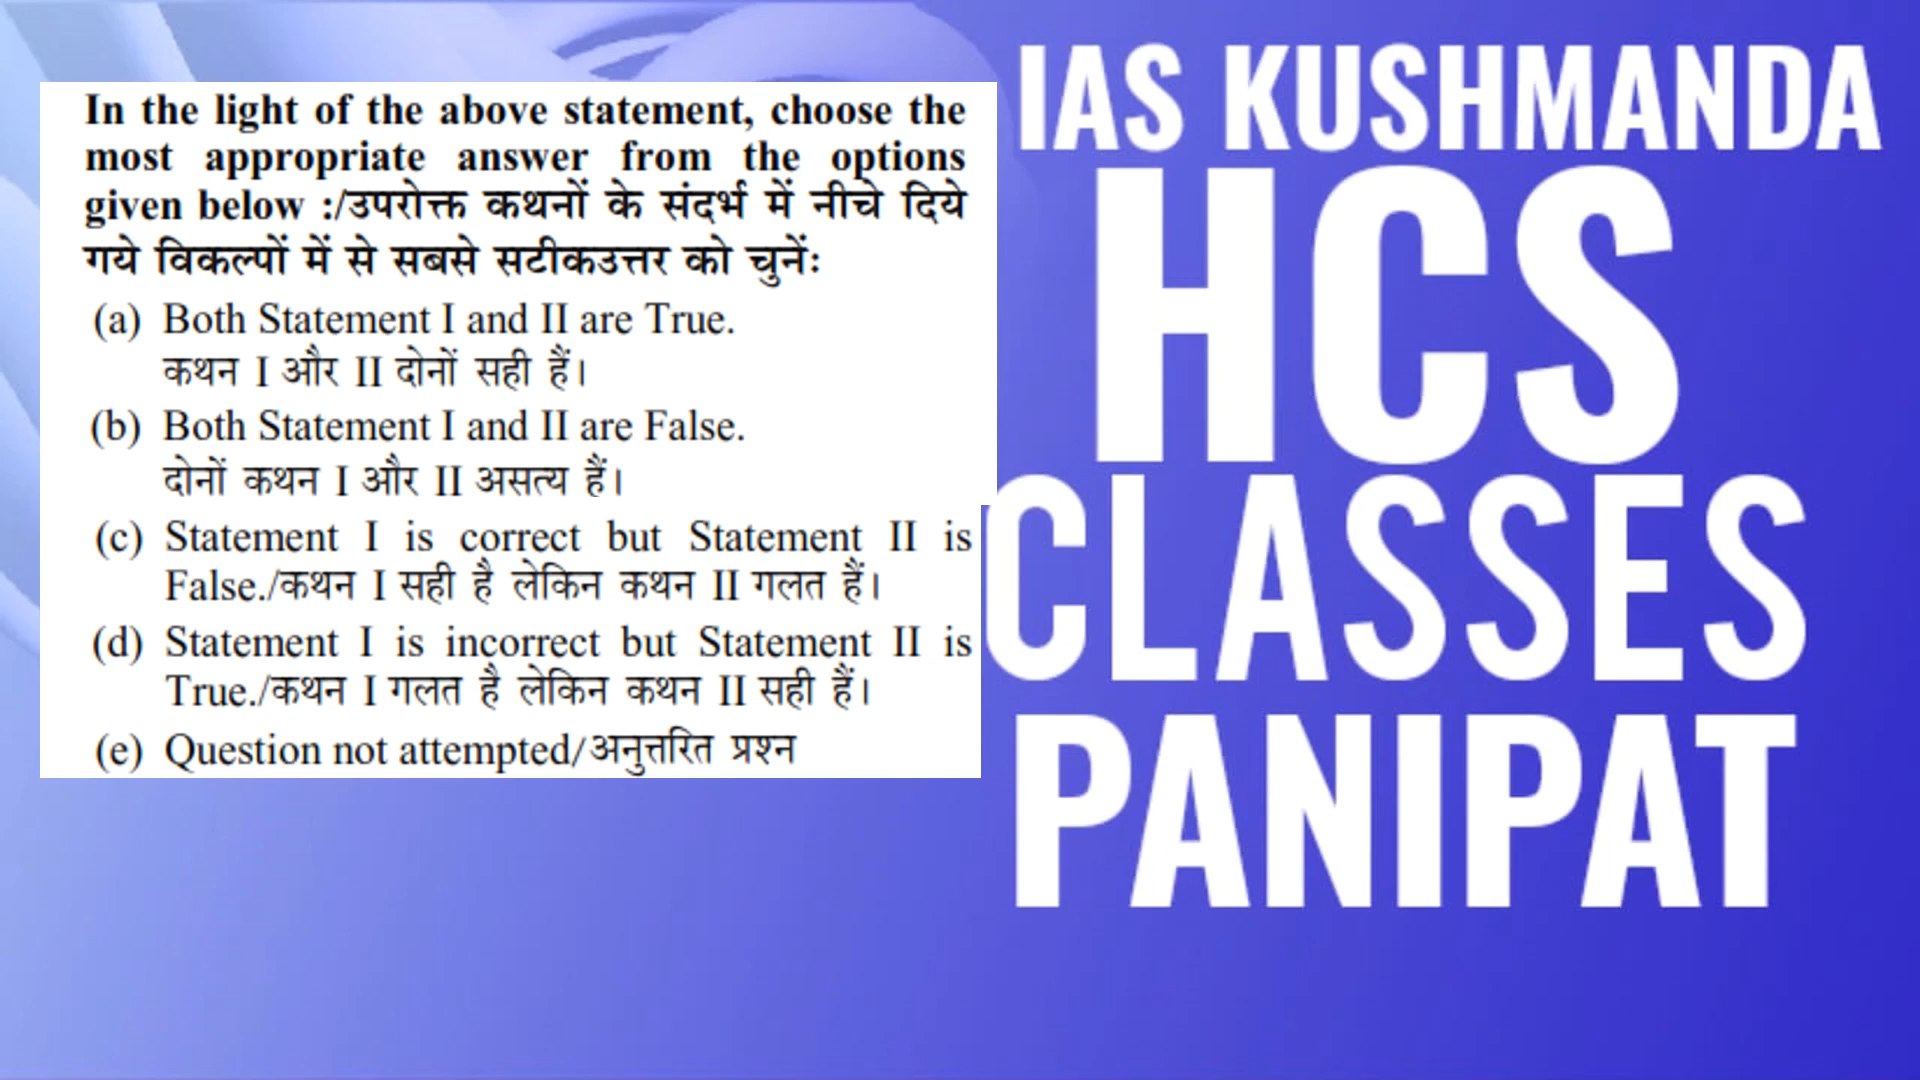 In the light of the above statement, choose the
most appropriate answer from the options
given below :/उपरोक्त कथनों के संदर्भ में नीचे दिये
गये विकल्पों में से सबसे सटीकउत्तर को चुनेंः
(a) Both Statement I and II are True.
कथन I और II दोनों सही हैं।
(b) Both Statement I and II are False.
दोनों कथन I और II असत्य हैं।
(c) Statement I is correct but Statement II is
False./कथन I सही है लेकिन कथन II गलत हैं।
(d) Statement I is incorrect but Statement II is
True./कथन I गलत है लेकिन कथन II सही हैं।
(e) Question not attempted/अनुत्तरित प्रश्न
IAS KUSHMANDA
HCS
CLASSES
PANIPAT